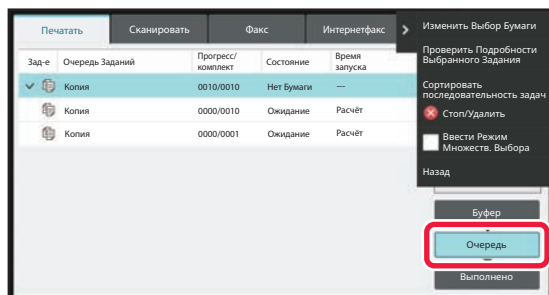 Печатать
Сканировать
Факс
Интернетфакс
Зад-е
Очередь Заданий
Прогресс/
комплект
Состояние
Время
запуска
Копия
0010/0010
Нет Бумаги
---
Копия
0000/0010
Ожидание
Расчёт
Копия
0000/0001
Ожидание
Расчёт
Изменить Выбор Бумаги
Проверить Подробности
Выбранного Задания
Сортировать
последовательность задач
Стоп/Удалить
Ввести Режим
Множеств. Выбора
Назад
Буфер
Очередь
Выполнено